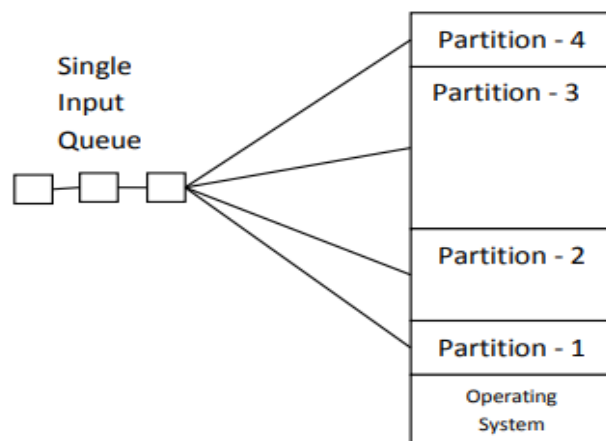 Single
Input
Queue
Partition - 4
Partition - 3
Partition - 2
Partition - 1
Operating
System